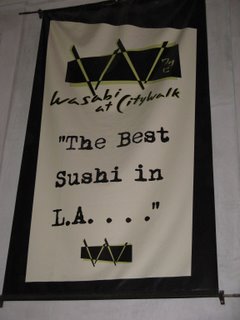 Wasabi
at Citywalk
"The Best
Sushi in
L.A. . . ."